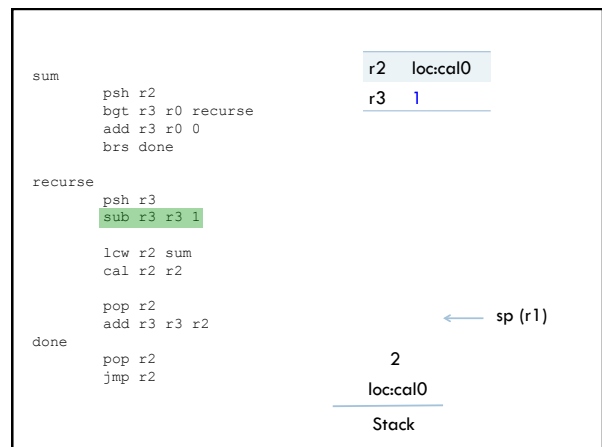 sum
psh r2
bgt r3 r0 recurse
add r3 r0 0
brs done
recurse
psh r3
sub r3 r3 1
lcw r2 sum
cal r2 r2
pop r2
add r3 r3 r2
done
pop r2
jmp r2
r2 loc:cal0
r3 1
sp (r1)
2
loc:cal0
Stack